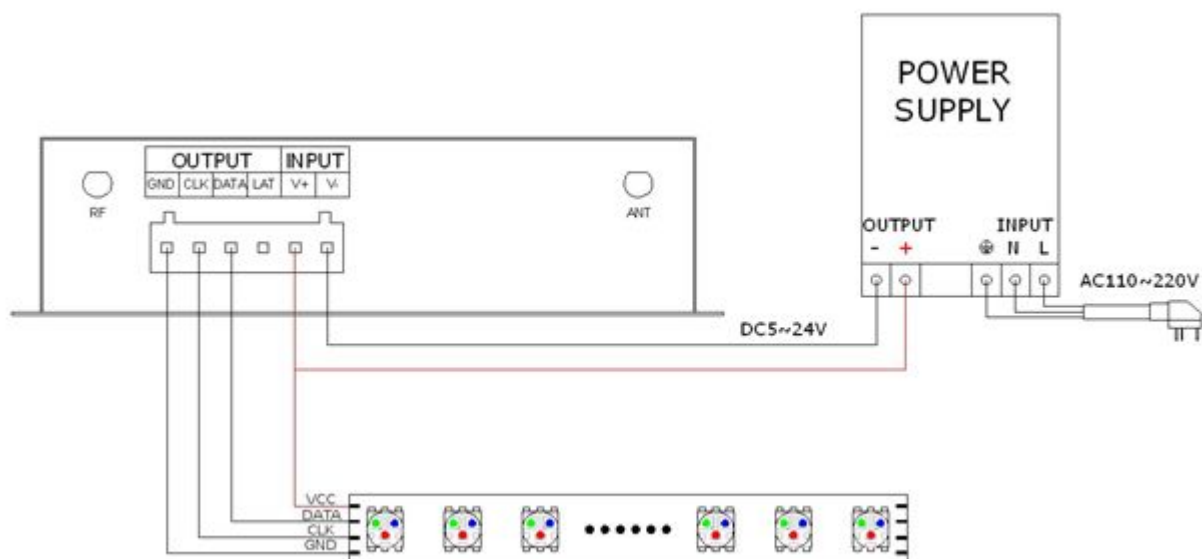 POWER
SUPPLY
OUTPUT INPUT
GND CLK DATA LAT V+ V-
RF
ANT
OUTPUT INPUT
- + N L
AC110~220V
DC5~24V
VCC
DATA
CLK
GND